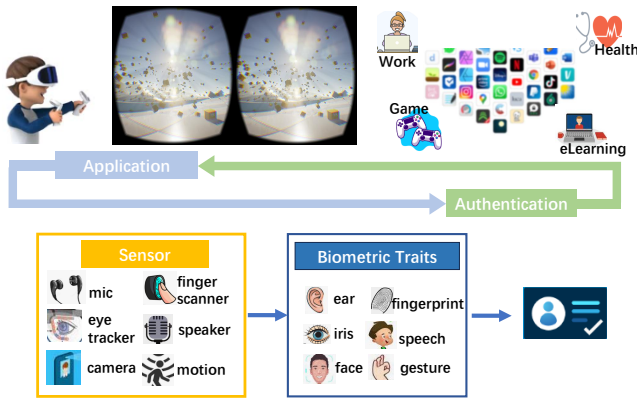 Work
Health
Game
eLearning
Application
Authentication
Sensor
mic
finger
scanner
eye
tracker
speaker
camera
motion
Biometric Traits
ear
fingerprint
iris
speech
face
gesture